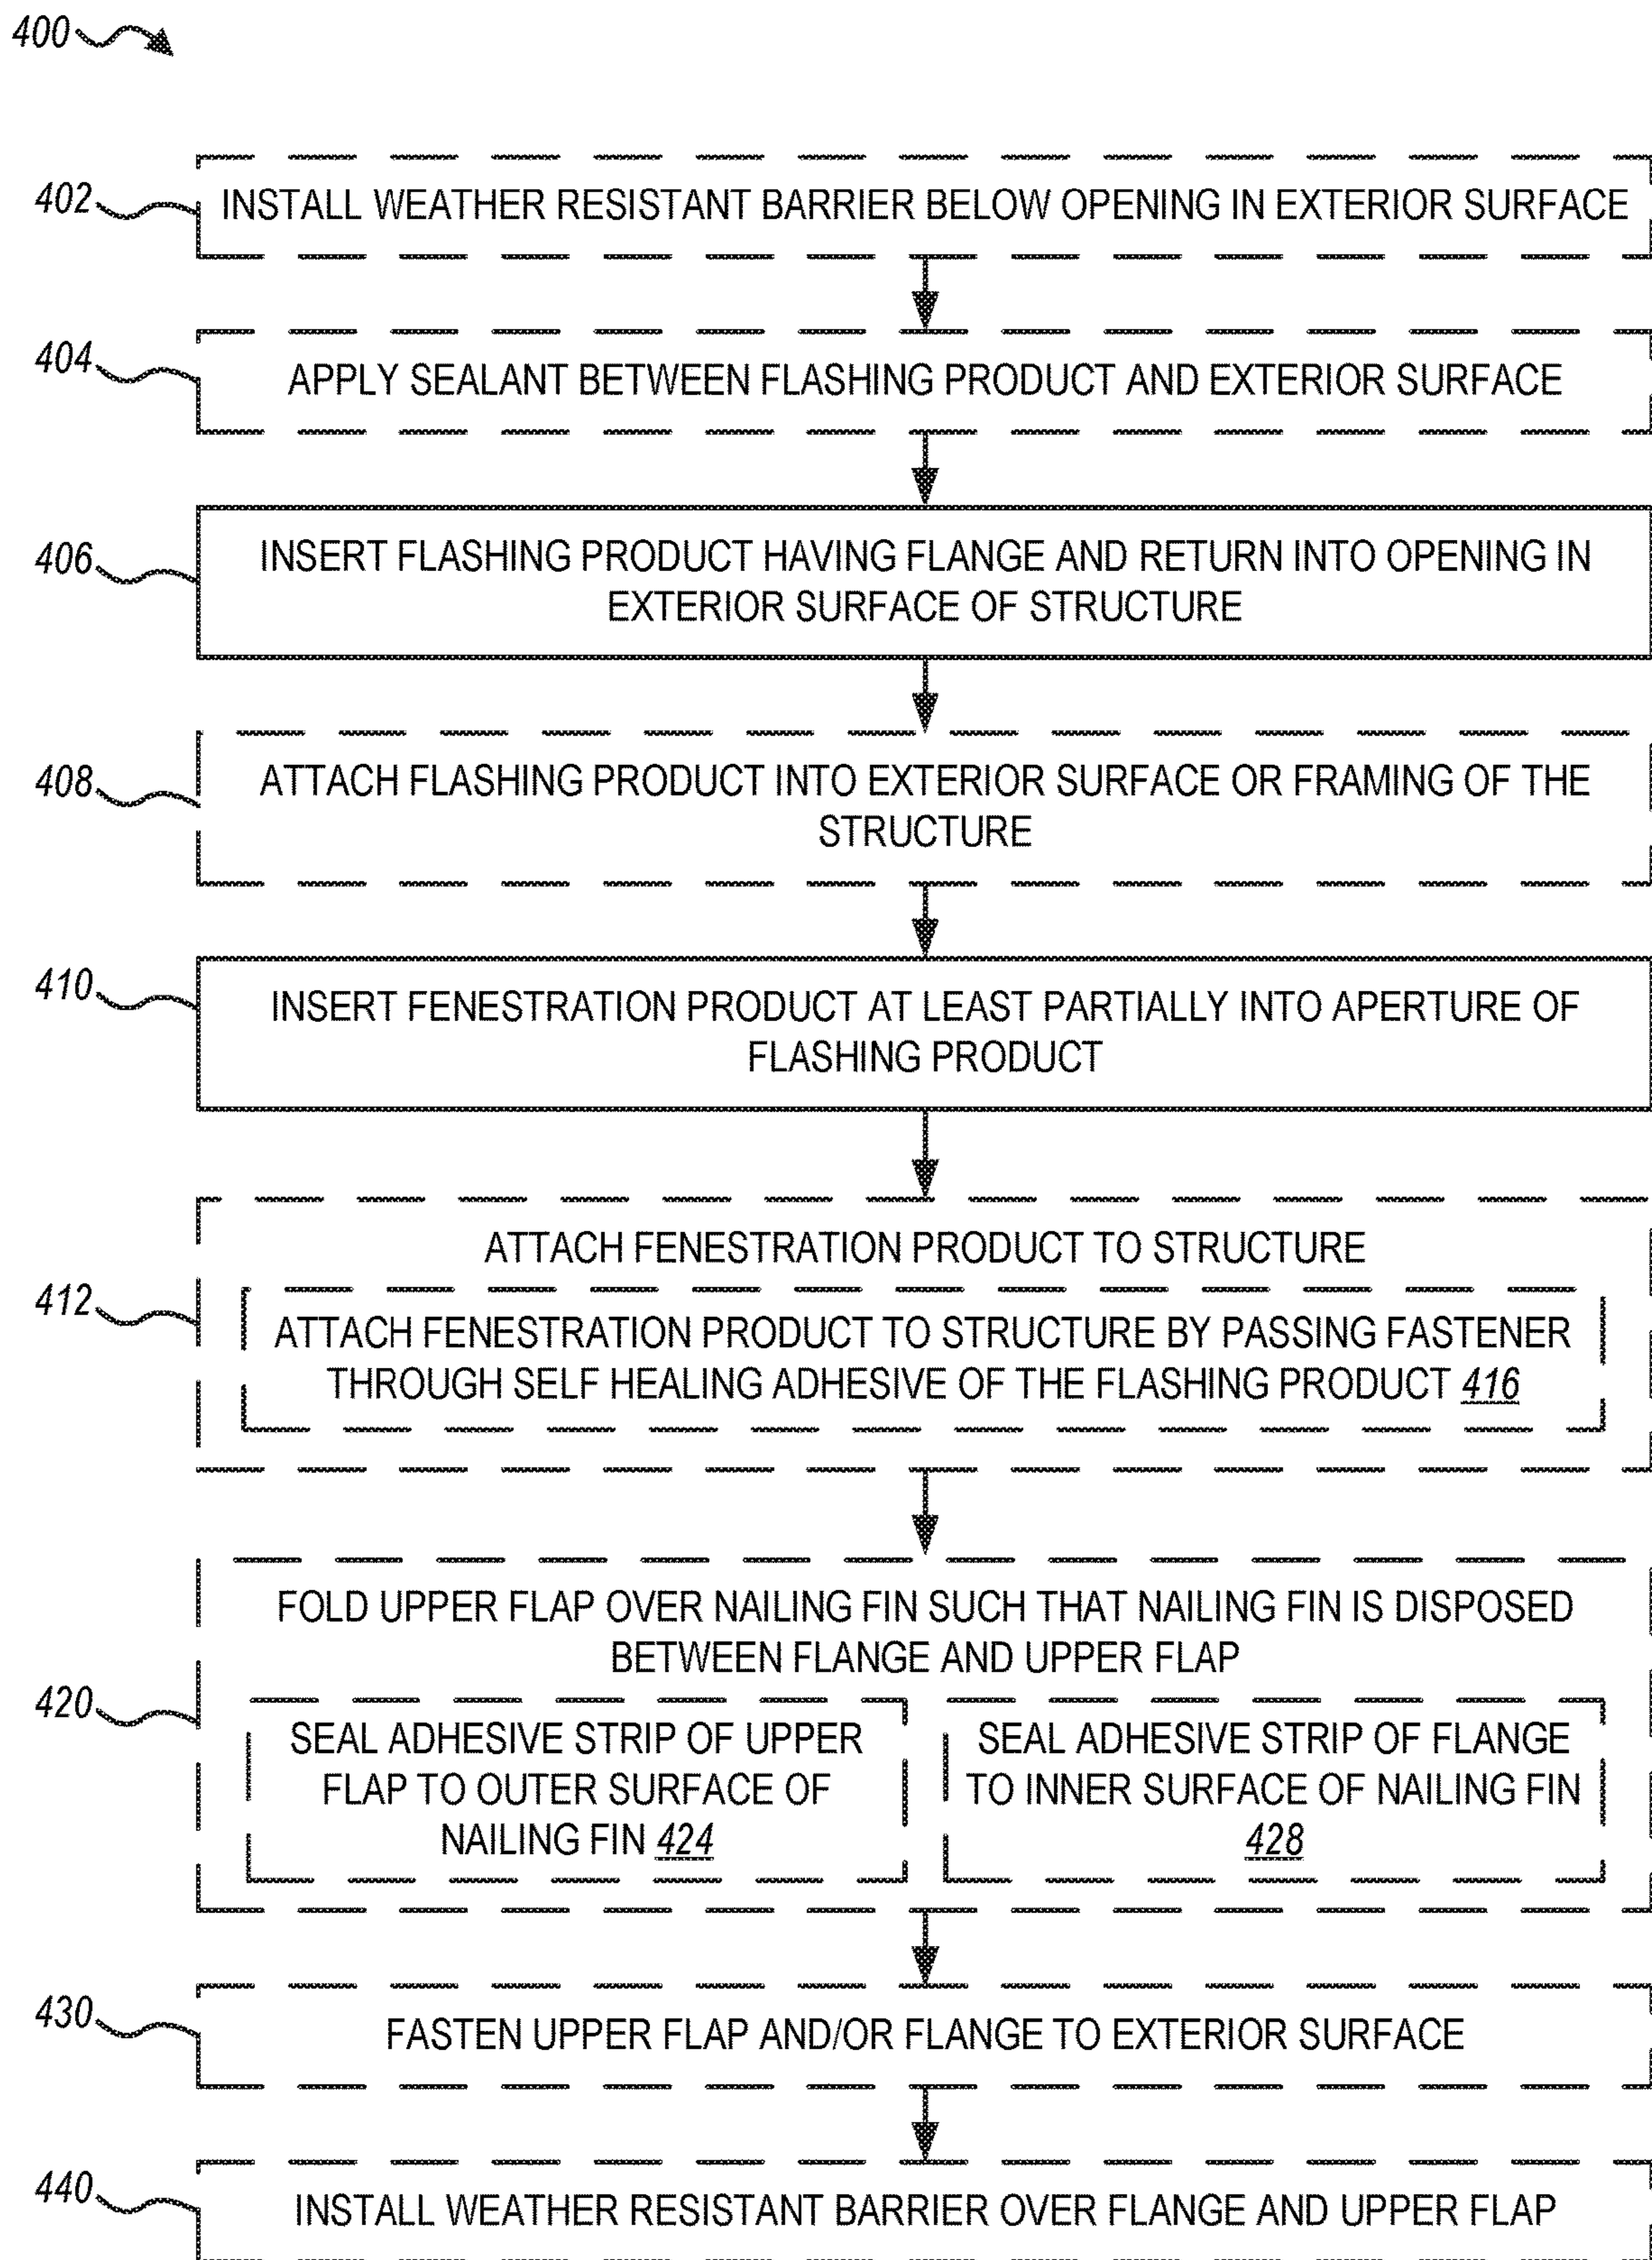 400
402
INSTALL WEATHER RESISTANT BARRIER BELOW OPENING IN EXTERIOR SURFACE
404
APPLY SEALANT BETWEEN FLASHING PRODUCT AND EXTERIOR SURFACE
406
INSERT FLASHING PRODUCT HAVING FLANGE AND RETURN INTO OPENING IN
EXTERIOR SURFACE OF STRUCTURE
408
ATTACH FLASHING PRODUCT INTO EXTERIOR SURFACE OR FRAMING OF THE
STRUCTURE
410
INSERT FENESTRATION PRODUCT AT LEAST PARTIALLY INTO APERTURE OF
FLASHING PRODUCT
412
ATTACH FENESTRATION PRODUCT TO STRUCTURE
ATTACH FENESTRATION PRODUCT TO STRUCTURE BY PASSING FASTENER
THROUGH SELF HEALING ADHESIVE OF THE FLASHING PRODUCT 416
420
FOLD UPPER FLAP OVER NAILING FIN SUCH THAT NAILING FIN IS DISPOSED
BETWEEN FLANGE AND UPPER FLAP
SEAL ADHESIVE STRIP OF UPPER
FLAP TO OUTER SURFACE OF
NAILING FIN 424
SEAL ADHESIVE STRIP OF FLANGE
TO INNER SURFACE OF NAILING FIN
428
430
FASTEN UPPER FLAP AND/OR FLANGE TO EXTERIOR SURFACE
440
INSTALL WEATHER RESISTANT BARRIER OVER FLANGE AND UPPER FLAP